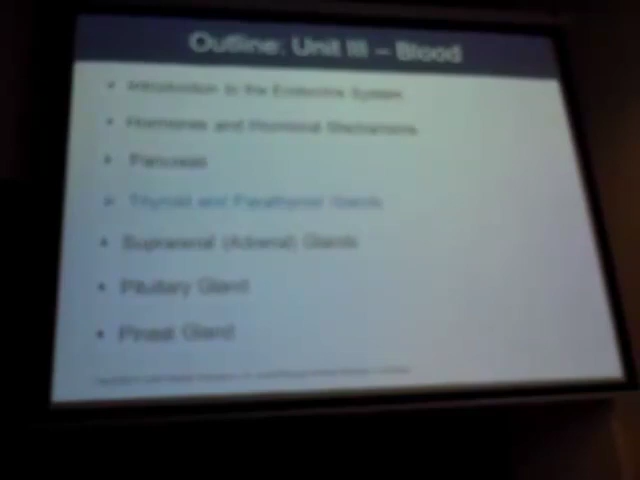 Outline: Unit III – Blood
• Introduction to the Endocrine System
• Hormones and Hormonal Mechanisms
• Pancreas
➢ Thyroid and Parathyroid Glands
• Suprarenal (Adrenal) Glands
• Pituitary Gland
• Pineal Gland